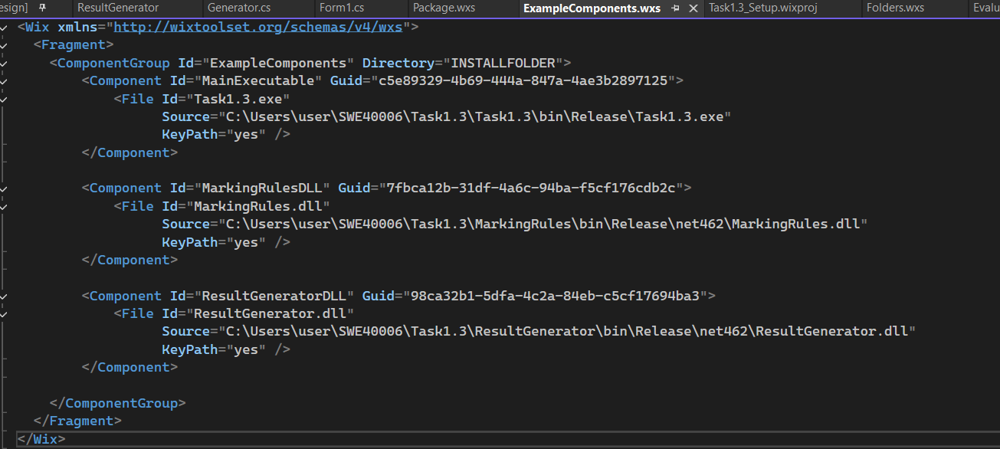 esign] ResultGenerator Generator.cs Form1.cs Package.wxs ExampleComponents.wxs Task1.3_Setup.wixproj Folders.wxs Evalu
<Wix xmlns="http://wixtoolset.org/schemas/v4/wxs">
<Fragment>
<ComponentGroup Id="ExampleComponents" Directory="INSTALLFOLDER">
<Component Id="MainExecutable" Guid="c5e89329-4b69-444a-847a-4ae3b2897125">
<File Id="Task1.3.exe"
Source="C:\Users\user\SWE40006\Task1.3\Task1.3\bin\Release\Task1.3.exe"
KeyPath="yes" />
</Component>
<Component Id="MarkingRulesDLL" Guid="7fbca12b-31df-4a6c-94ba-f5cf176cdb2c">
<File Id="MarkingRules.dll"
Source="C:\Users\user\SWE40006\Task1.3\MarkingRules\bin\Release\net462\MarkingRules.dll"
KeyPath="yes" />
</Component>
<Component Id="ResultGeneratorDLL" Guid="98ca32b1-5dfa-4c2a-84eb-c5cf17694ba3">
<File Id="ResultGenerator.dll"
Source="C:\Users\user\SWE40006\Task1.3\ResultGenerator\bin\Release\net462\ResultGenerator.dll"
KeyPath="yes" />
</Component>
</ComponentGroup>
</Fragment>
</Wix>